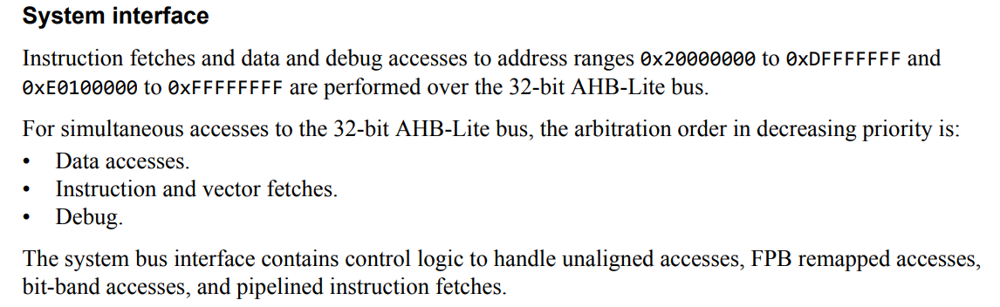 System interface
Instruction fetches and data and debug accesses to address ranges 0x20000000 to 0xDFFFFFFF and
0xE0100000 to 0xFFFFFFFF are performed over the 32-bit AHB-Lite bus.
For simultaneous accesses to the 32-bit AHB-Lite bus, the arbitration order in decreasing priority is:
• Data accesses.
• Instruction and vector fetches.
• Debug.
The system bus interface contains control logic to handle unaligned accesses, FPB remapped accesses,
bit-band accesses, and pipelined instruction fetches.